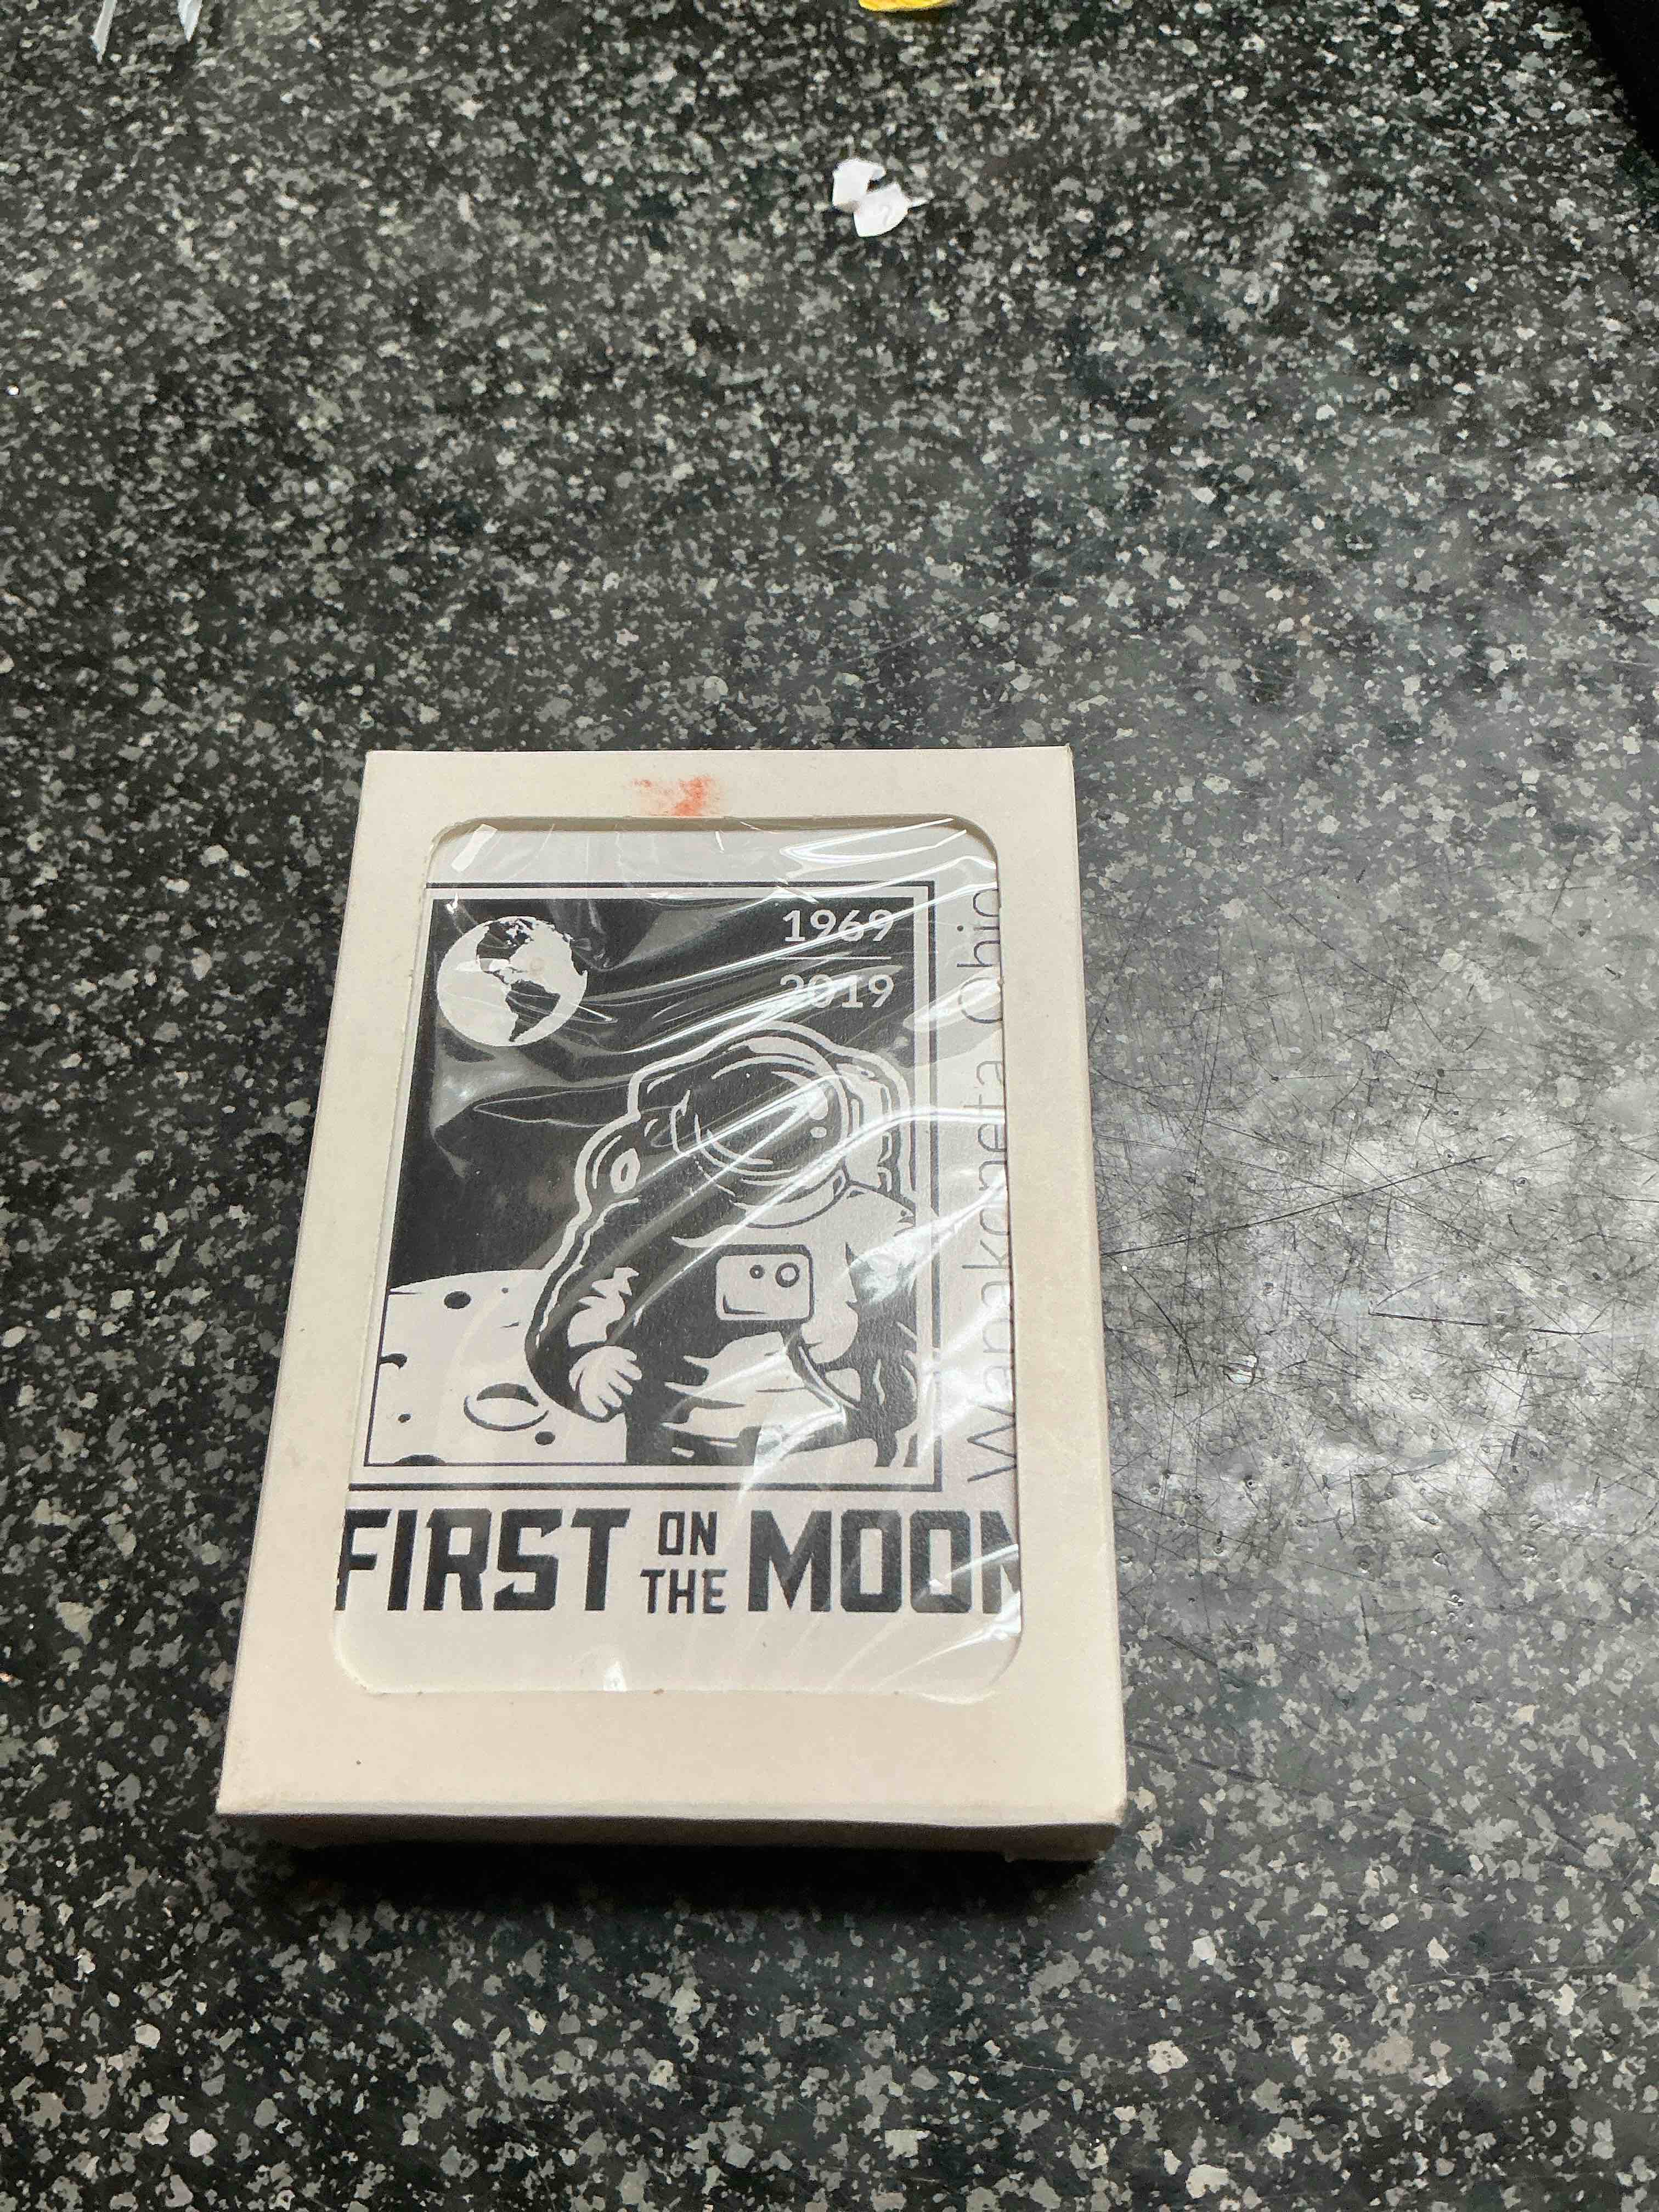 1969
2019
Wapakoneta, Ohio
FIRST ON THE MOON